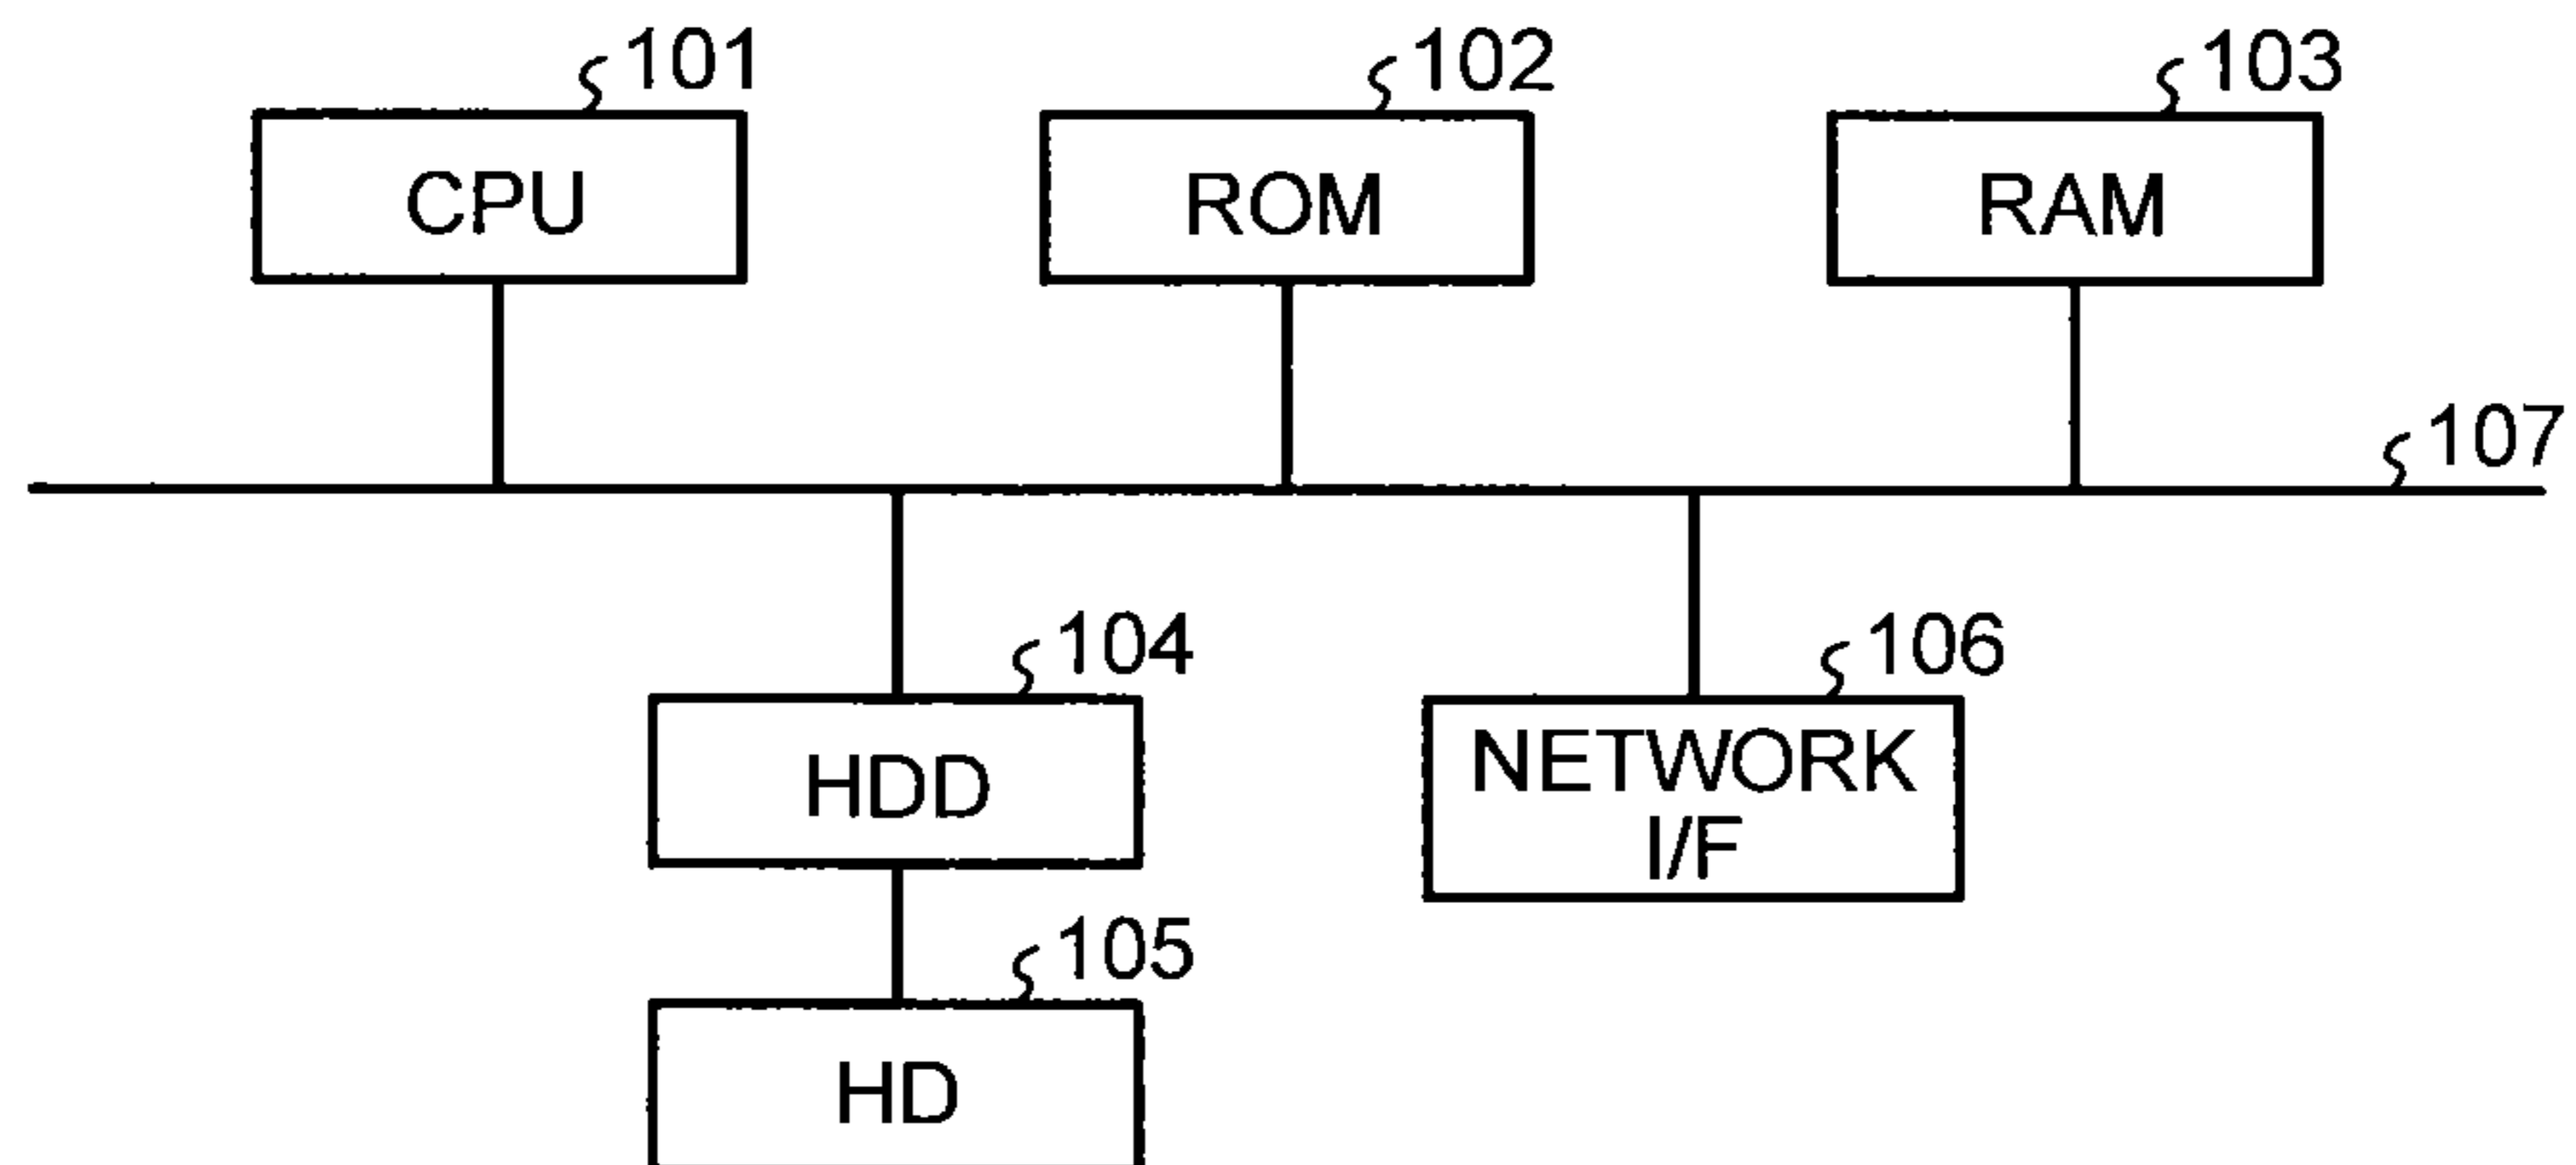 101
102
103
CPU
ROM
RAM
107
104
106
HDD
NETWORK
I/F
105
HD